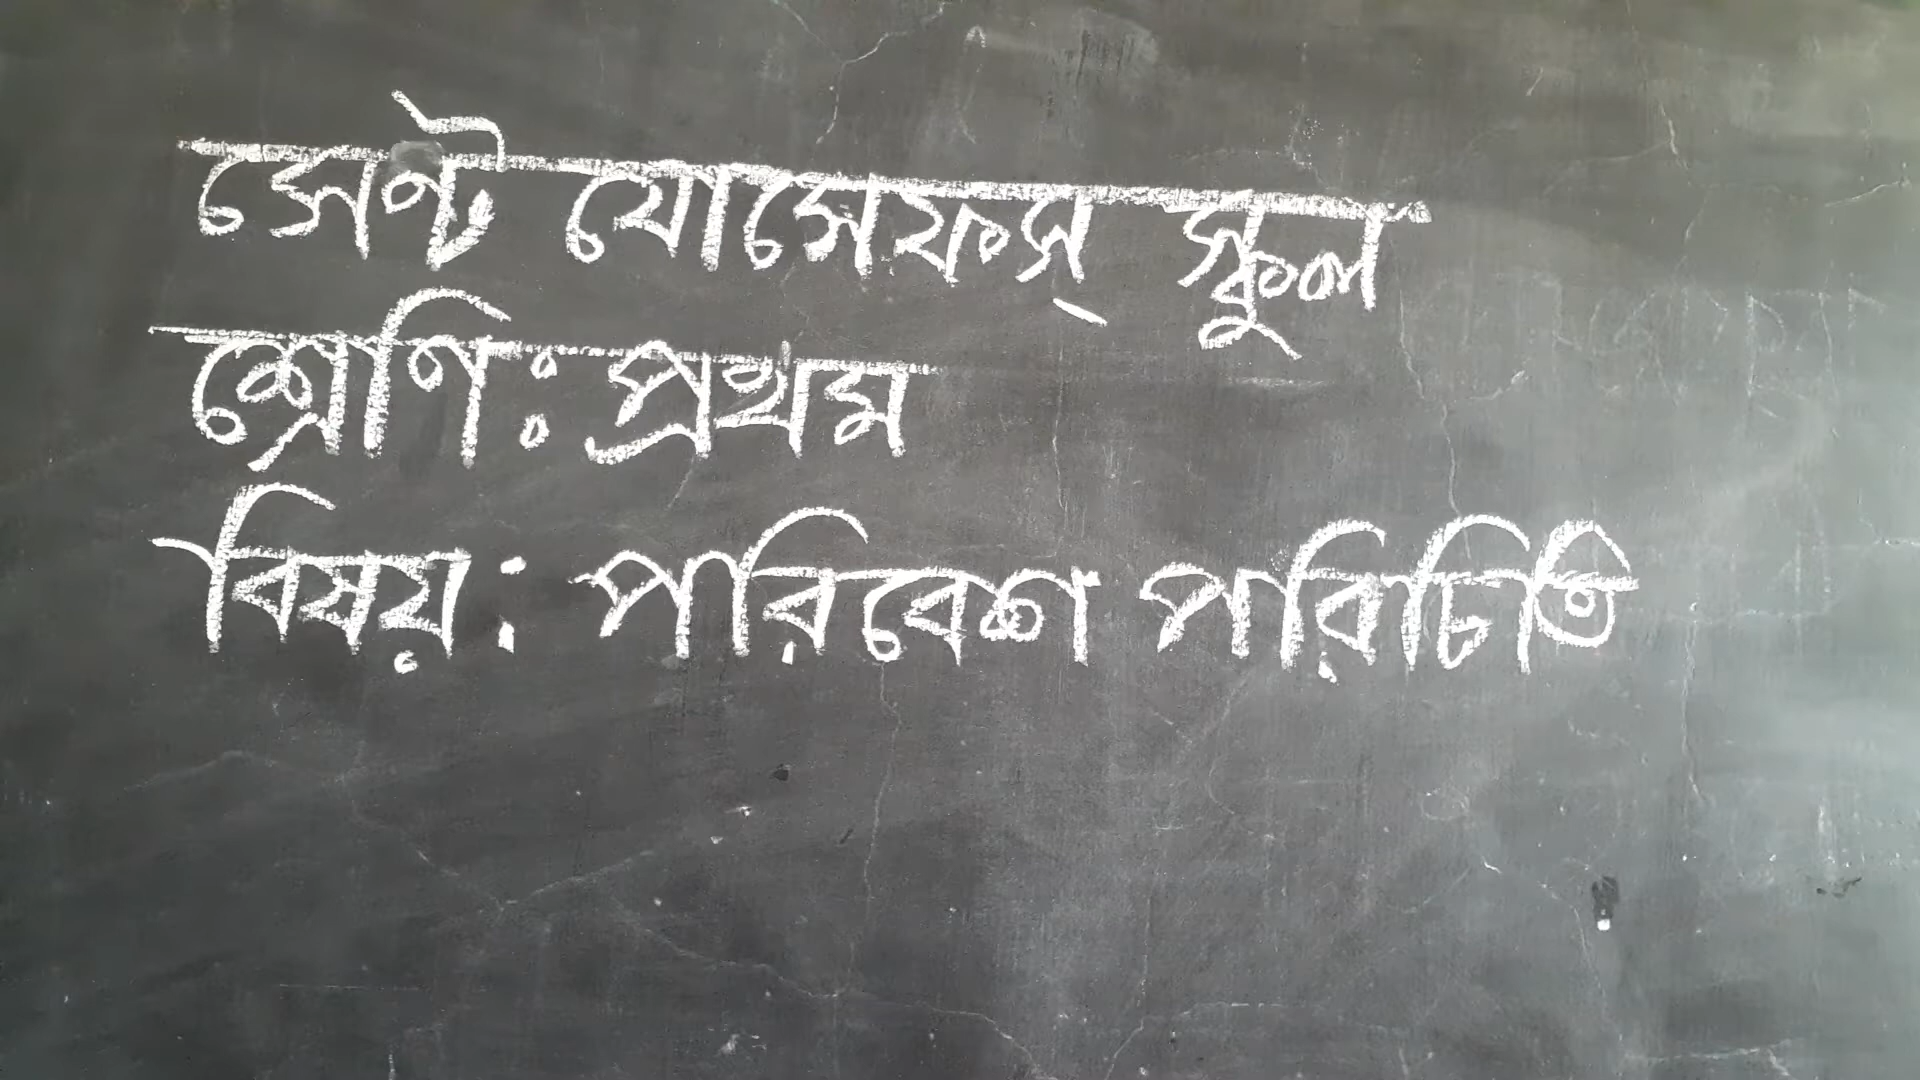 সেণ্ট যোসেফস্ স্কুল
শ্রেণি: প্রথম
বিষয়: পরিবেশ পরিচিতি